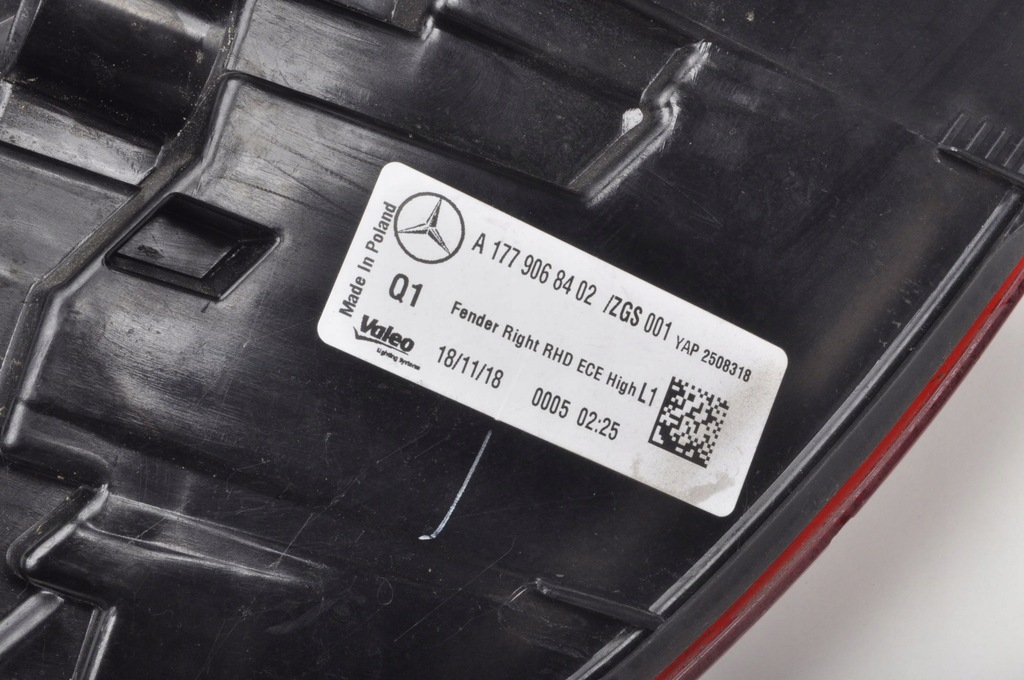 Made In Poland
A 177 906 84 02 /ZGS 001 YAP 2508318
Q1
Fender Right RHD ECE High L1
Valeo
Lighting Systems
18/11/18
0005 02:25